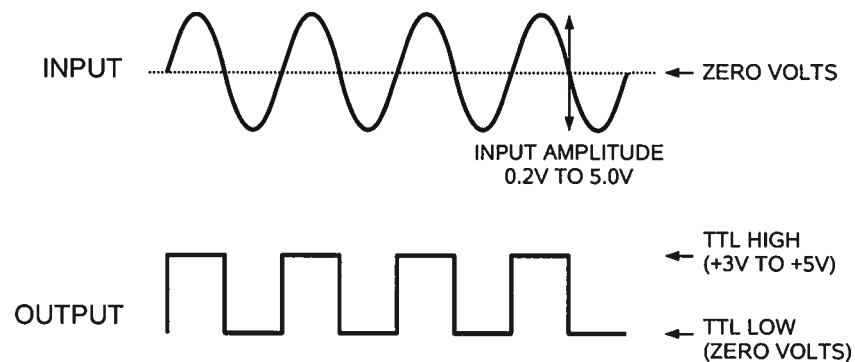 INPUT
ZERO VOLTS
INPUT AMPLITUDE
0.2V TO 5.0V
TTL HIGH
(+3V TO +5V)
OUTPUT
TTL LOW
(ZERO VOLTS)